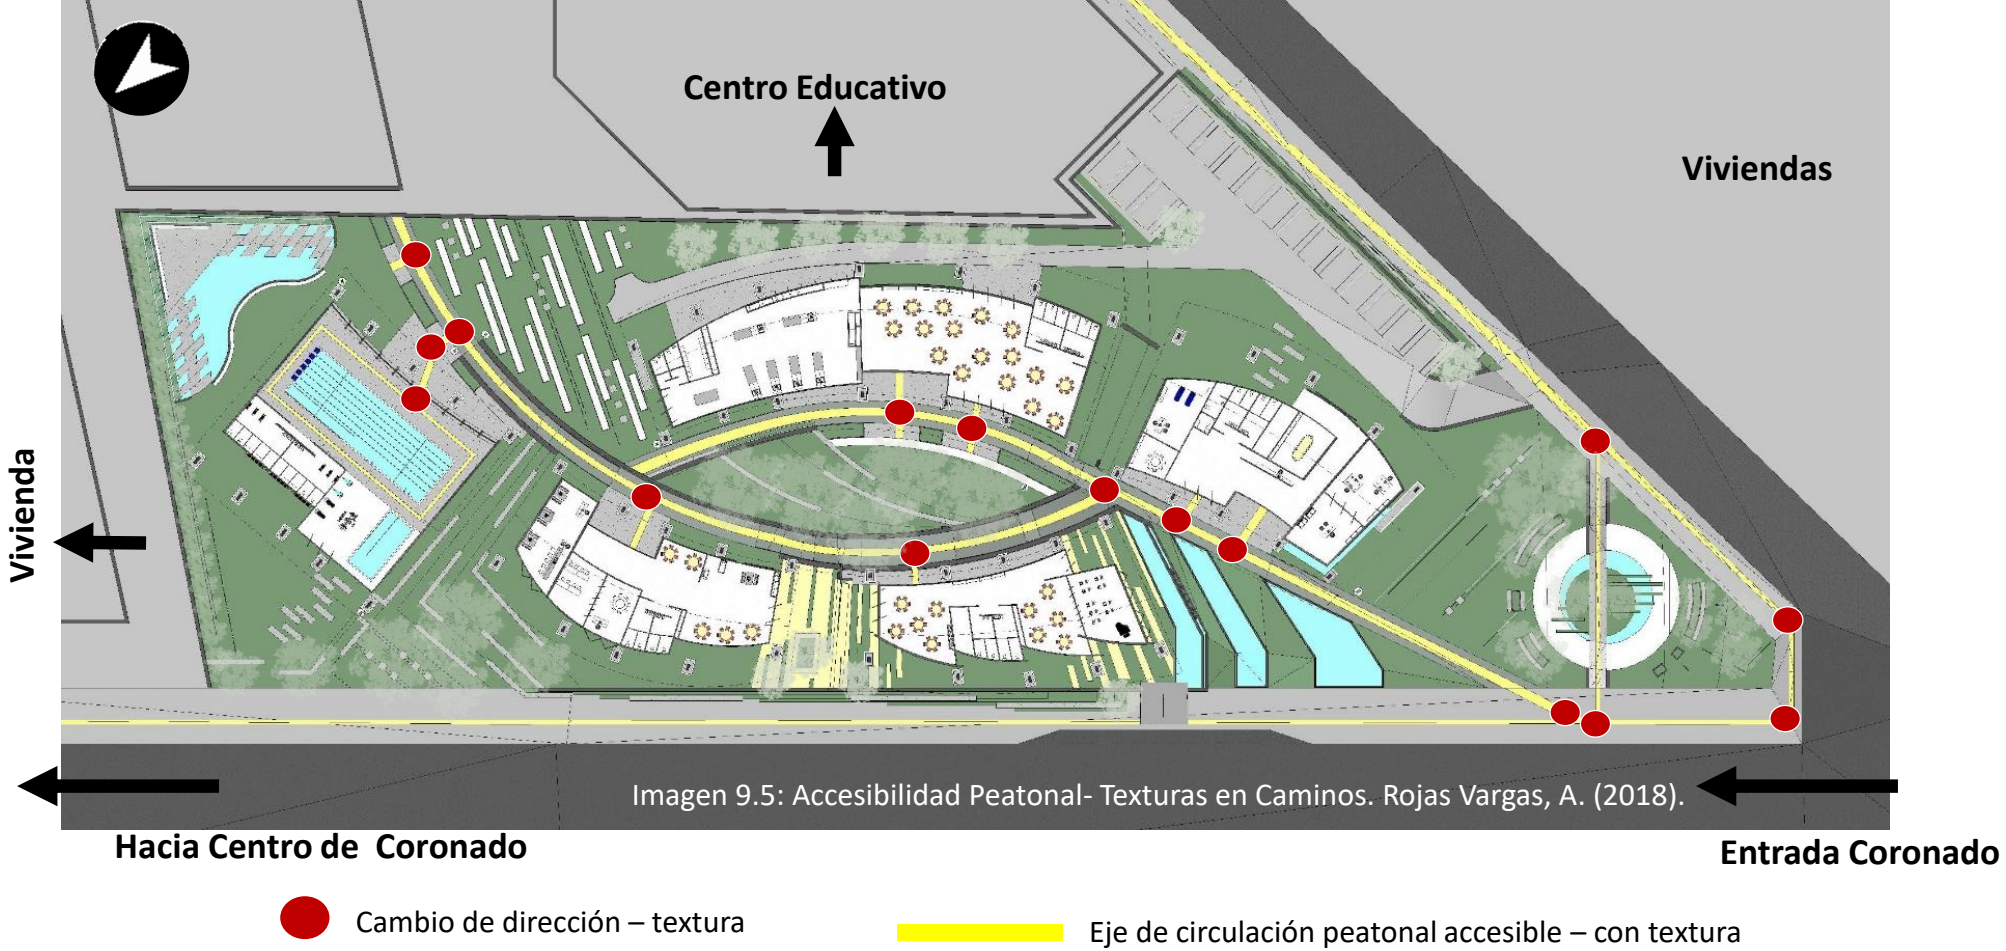 Centro Educativo
Viviendas
Vivienda
Imagen 9.5: Accesibilidad Peatonal- Texturas en Caminos. Rojas Vargas, A. (2018).
Hacia Centro de Coronado
Entrada Coronado
Cambio de dirección – textura
Eje de circulación peatonal accesible – con textura